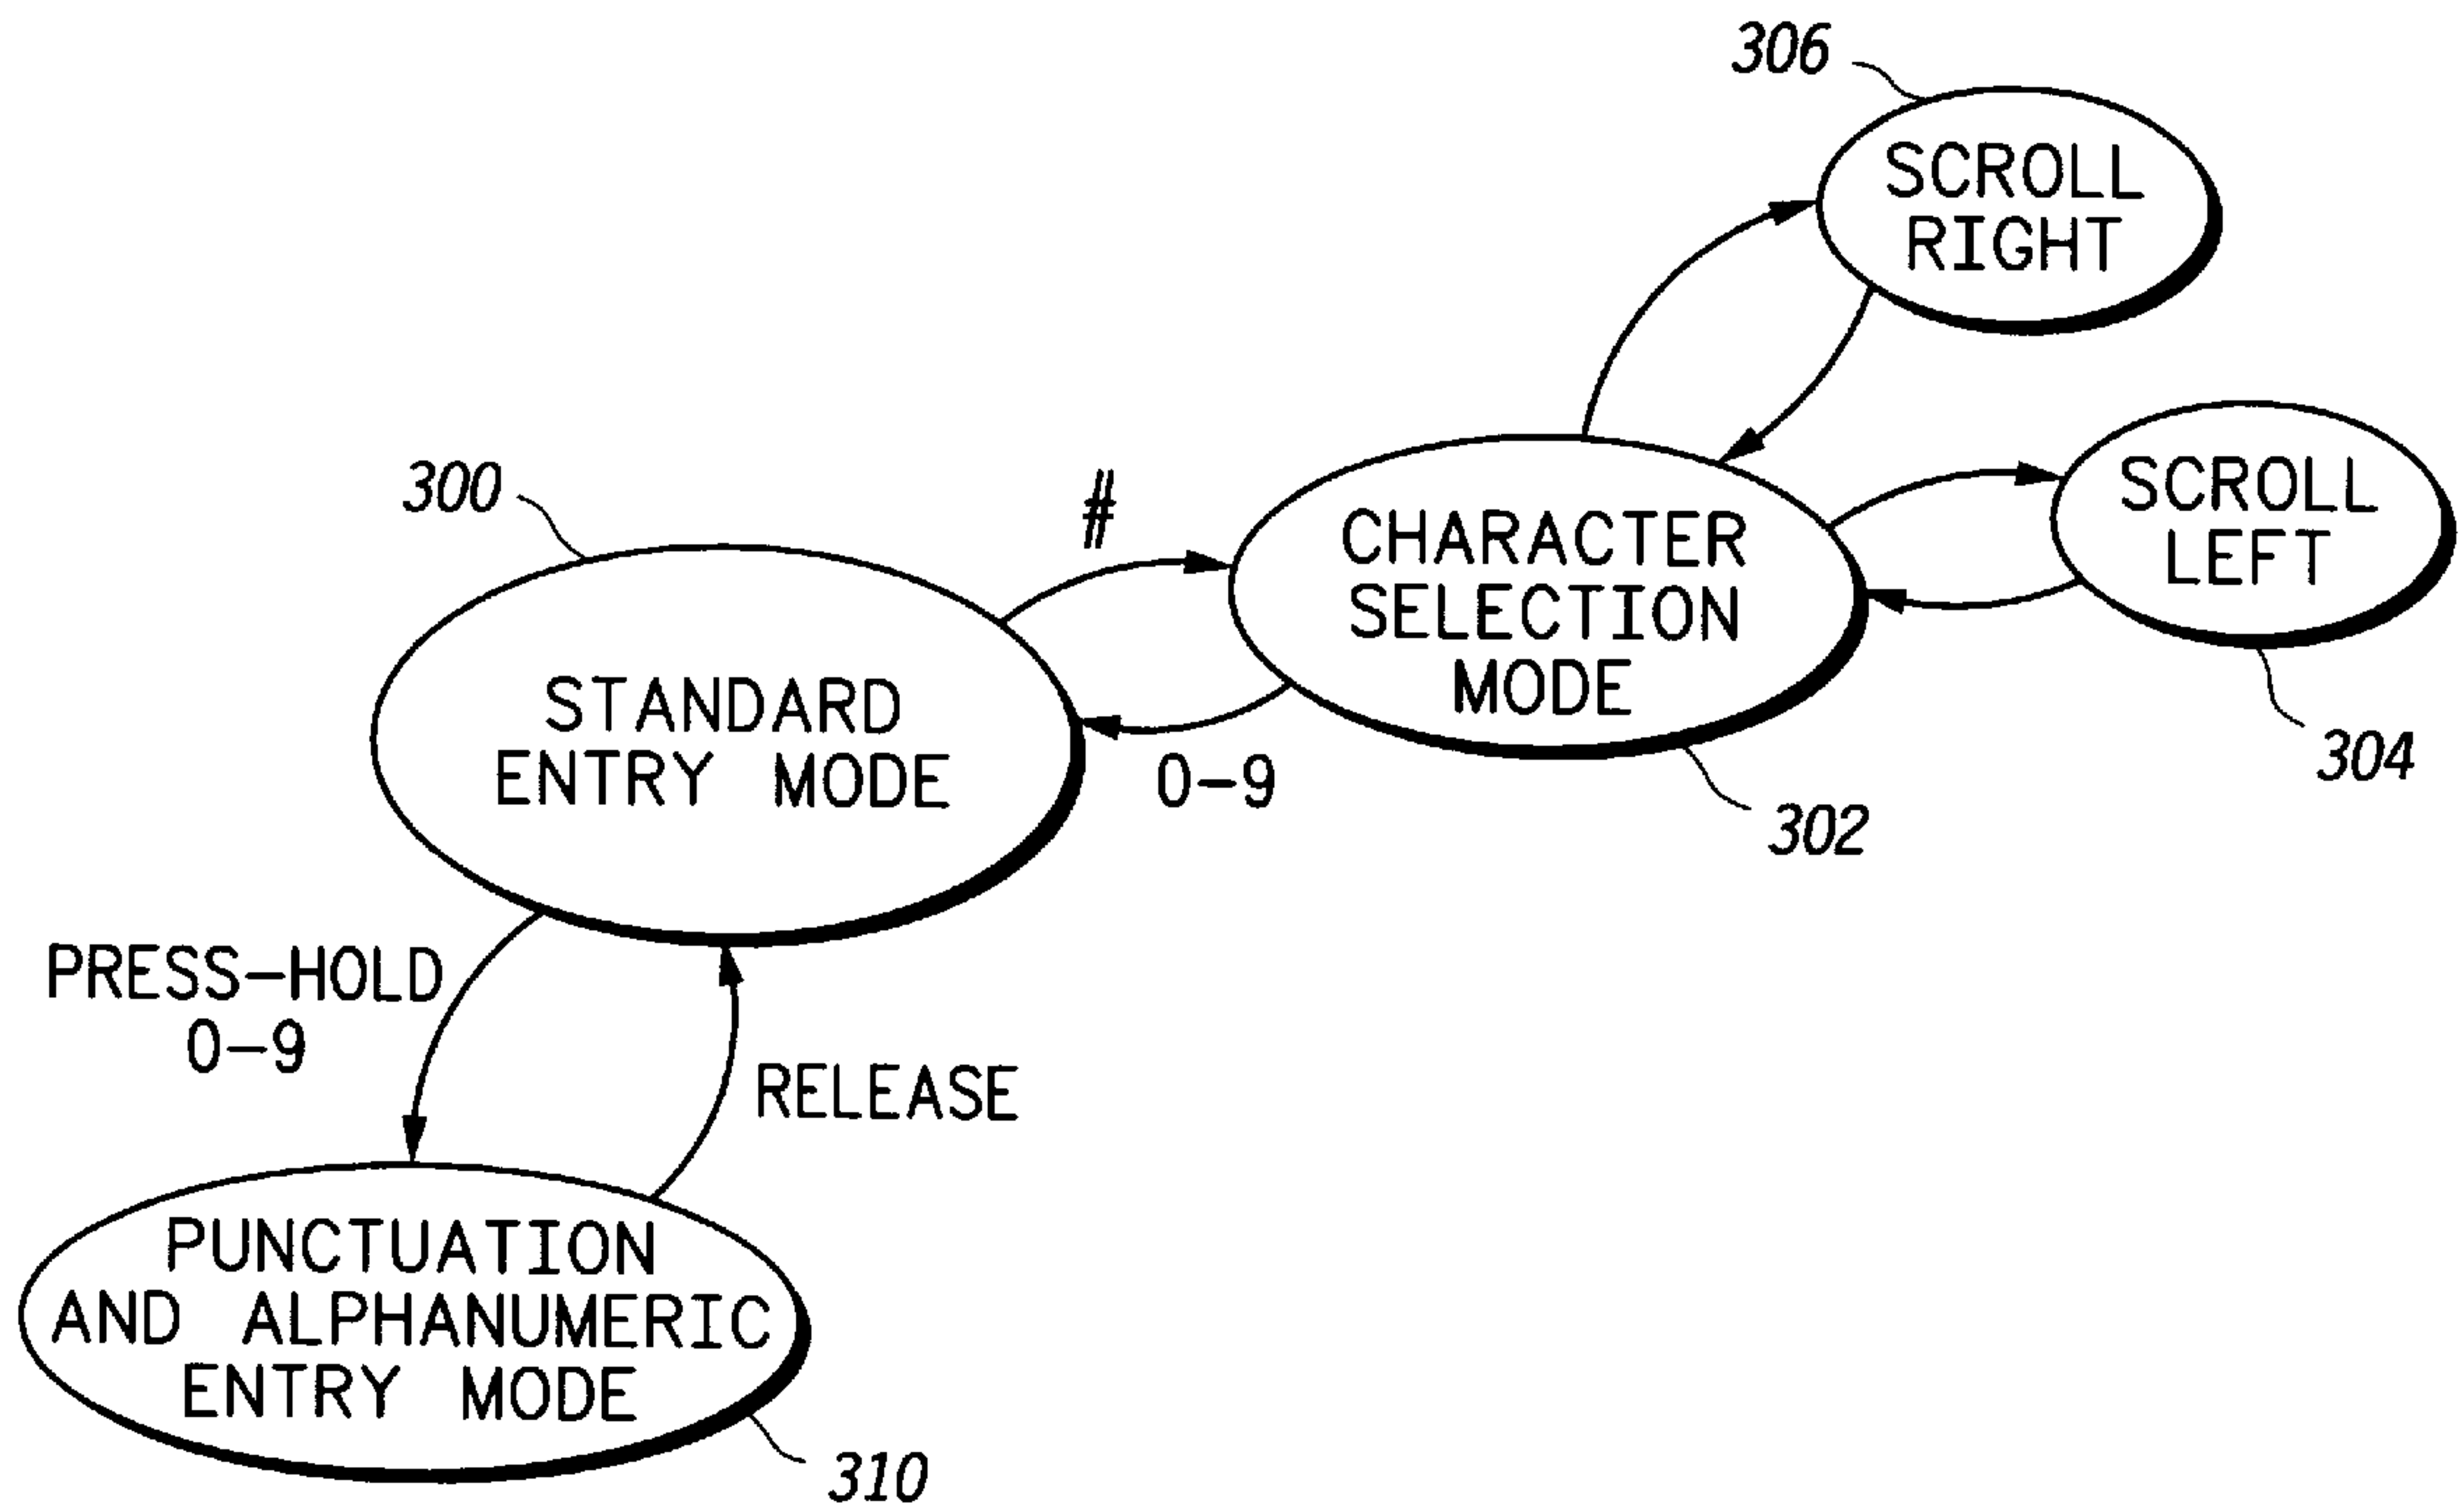 306
SCROLL
RIGHT
300
#
CHARACTER
SELECTION
MODE
SCROLL
LEFT
304
STANDARD
ENTRY MODE
0-9
302
PRESS-HOLD
0-9
RELEASE
PUNCTUATION
AND ALPHANUMERIC
ENTRY MODE
310